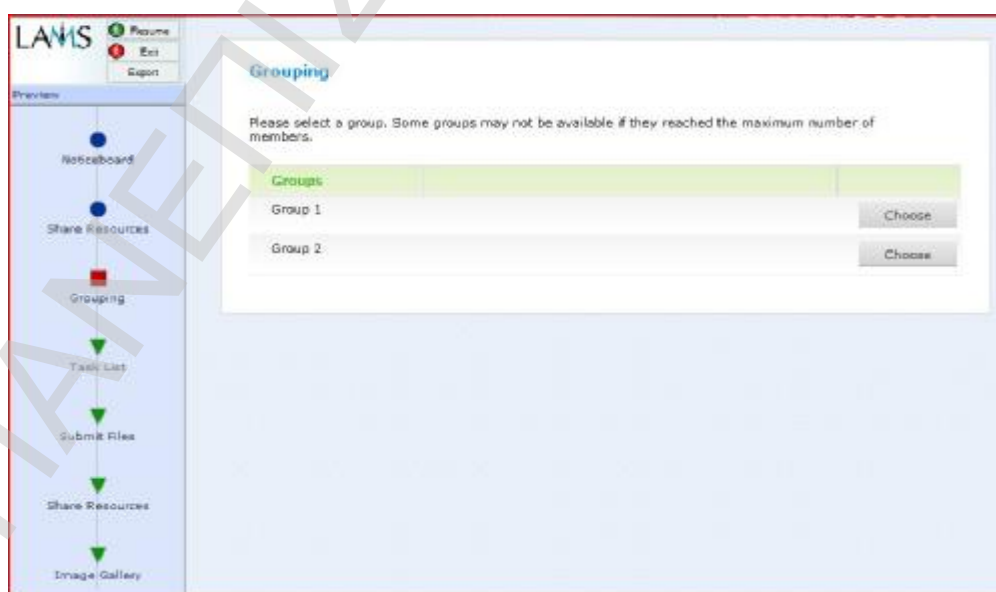 LAMS
Resume
Exit
Export
Preview
Noticeboard
Share Resources
Grouping
Task List
Submit Files
Share Resources
Image Gallery
Grouping
Please select a group. Some groups may not be available if they reached the maximum number of
members.
Groups
Group 1
Choose
Group 2
Choose